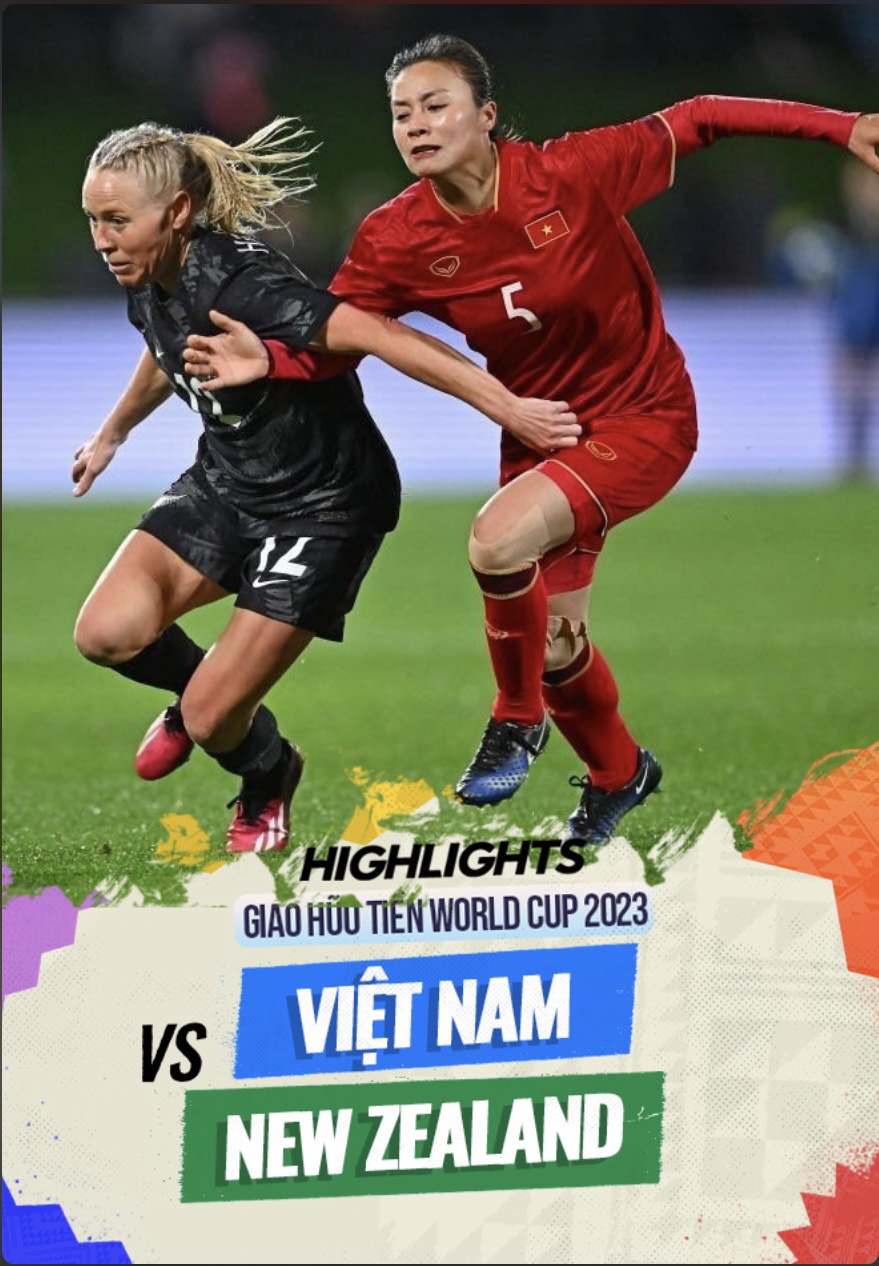 5
12
HIGHLIGHTS
GIAO HỮU TIỀN WORLD CUP 2023
VIỆT NAM
VS
NEW ZEALAND